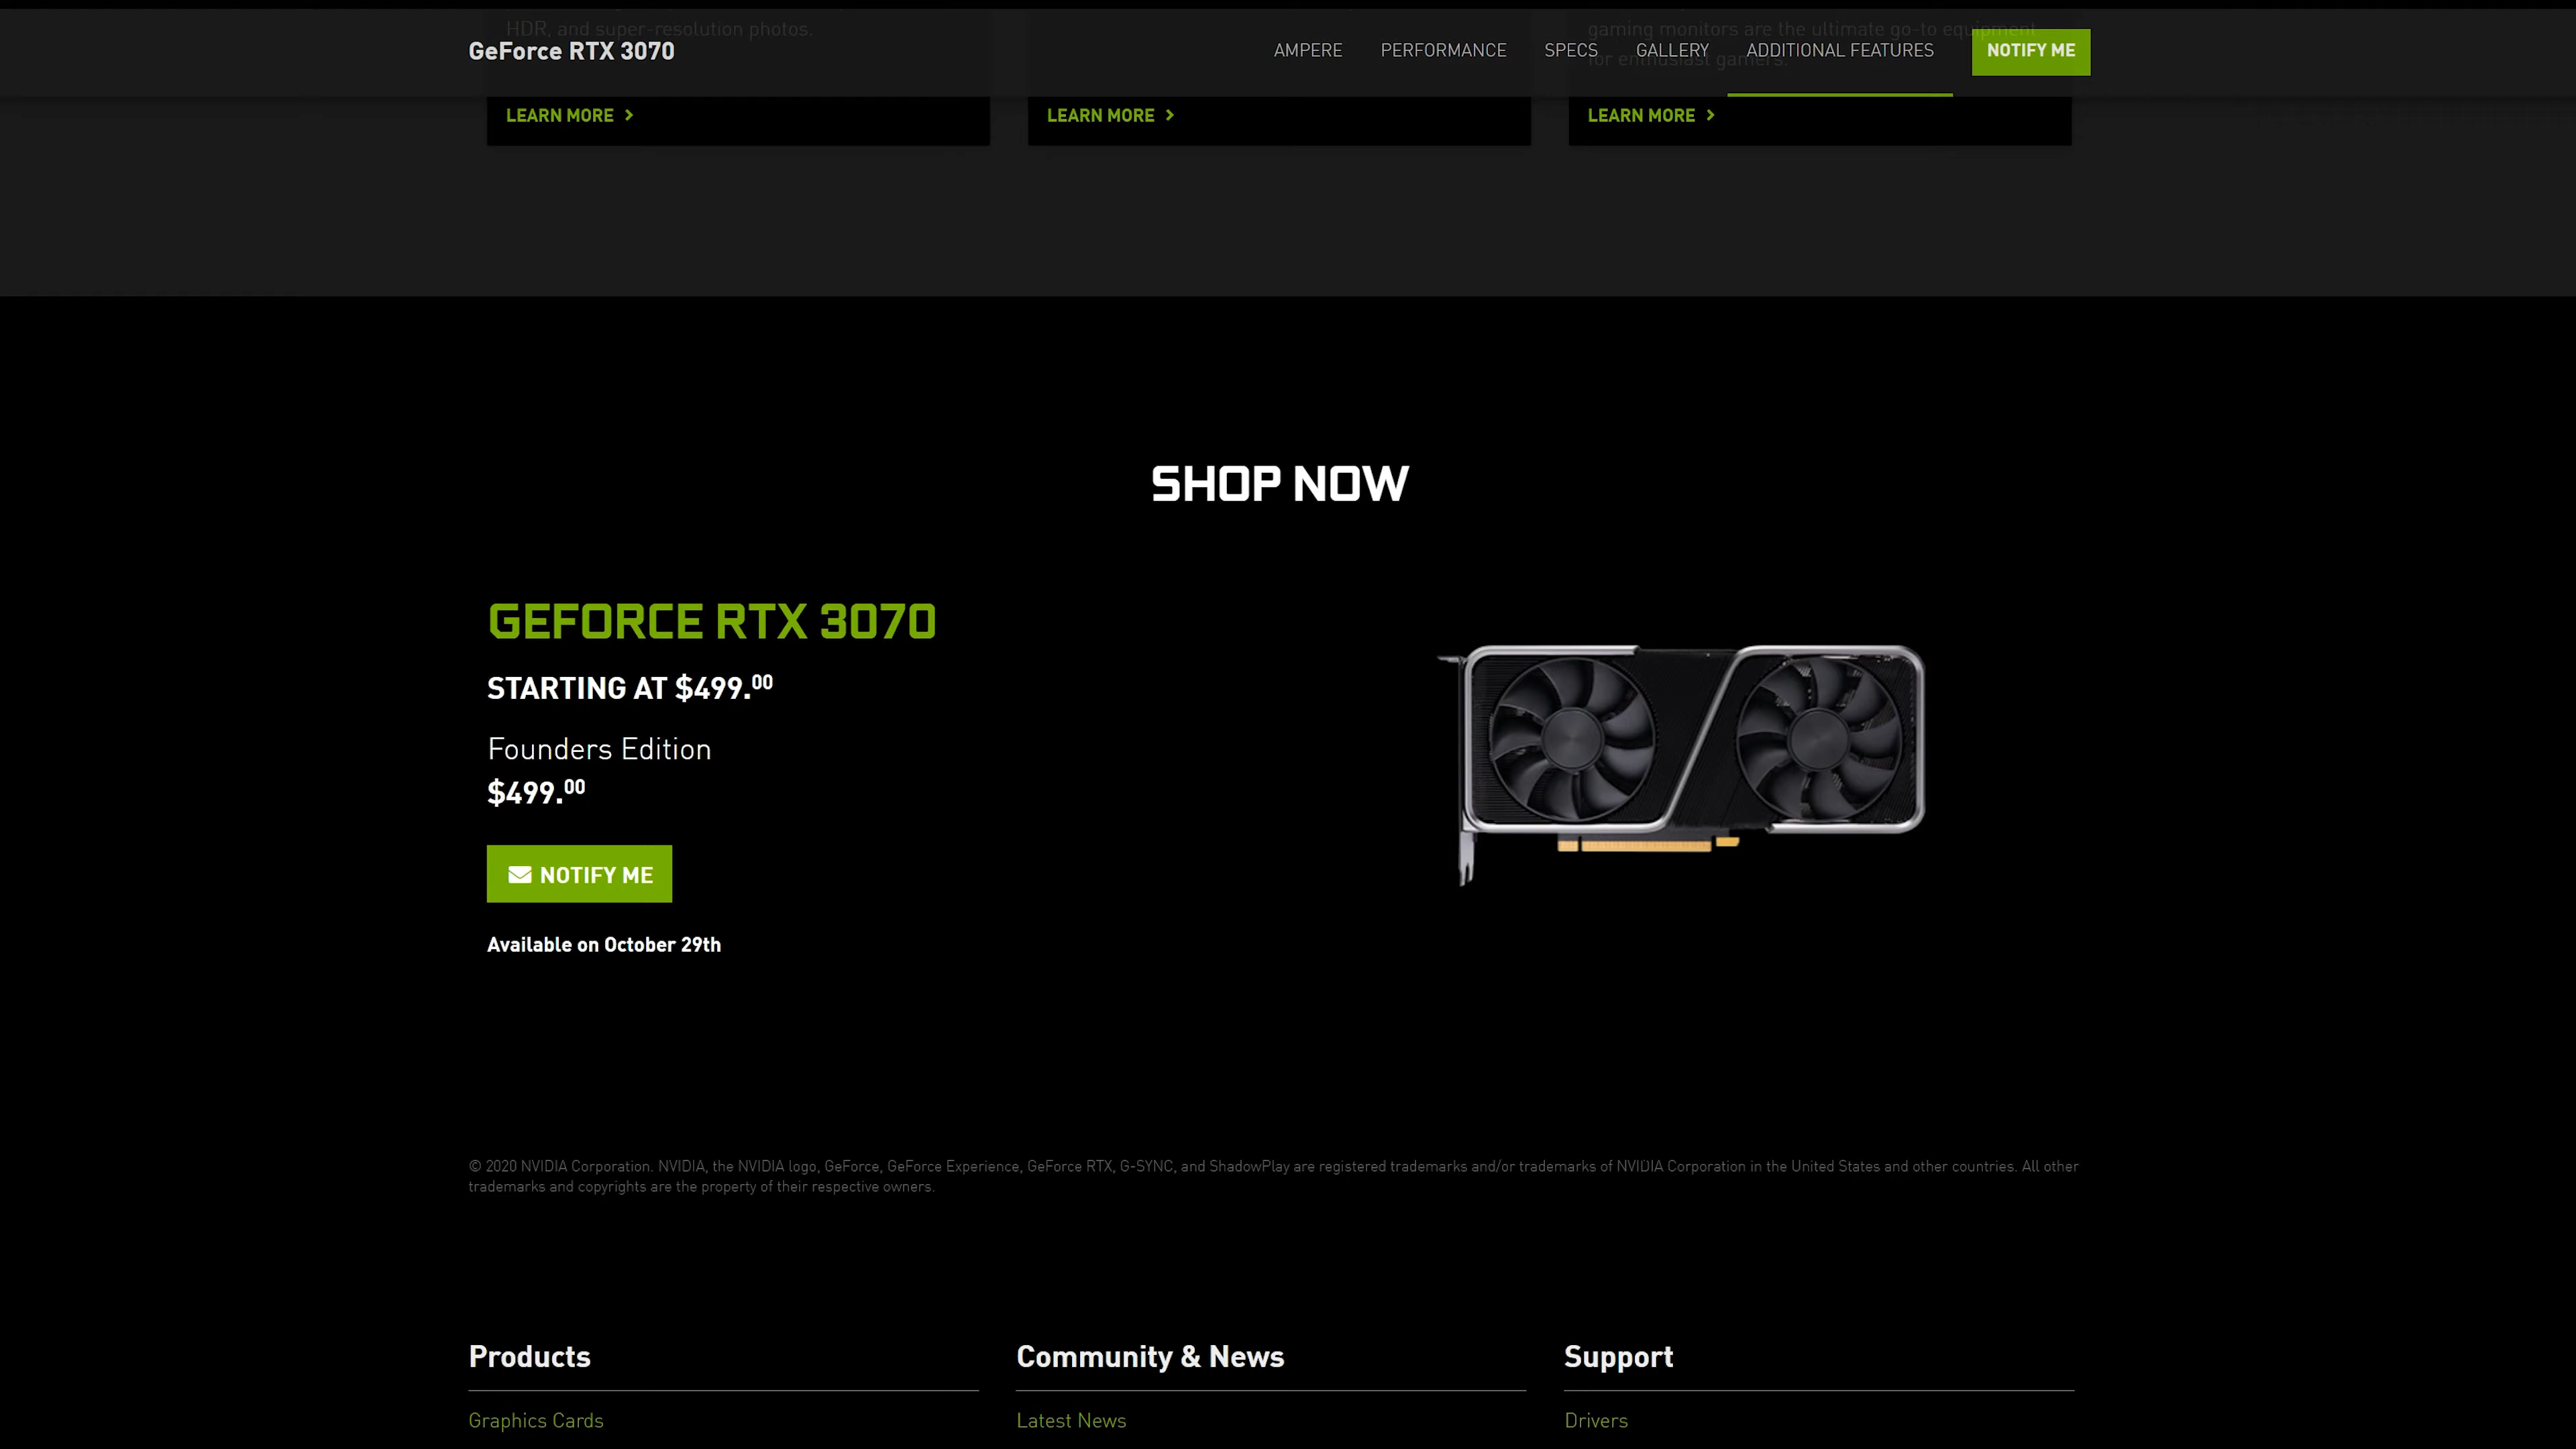 HDR, and super-resolution photos.
gaming monitors are the ultimate go-to equipment
for enthusiast gamers.
GeForce RTX 3070
AMPERE PERFORMANCE SPECS GALLERY ADDITIONAL FEATURES NOTIFY ME
LEARN MORE
LEARN MORE
LEARN MORE
SHOP NOW
GEFORCE RTX 3070
STARTING AT $499.00
Founders Edition
$499.00
NOTIFY ME
Available on October 29th
© 2020 NVIDIA Corporation. NVIDIA, the NVIDIA logo, GeForce, GeForce Experience, GeForce RTX, G-SYNC, and ShadowPlay are registered trademarks and/or trademarks of NVIDIA Corporation in the United States and other countries. All other
trademarks and copyrights are the property of their respective owners.
Products
Community & News
Support
Graphics Cards
Latest News
Drivers